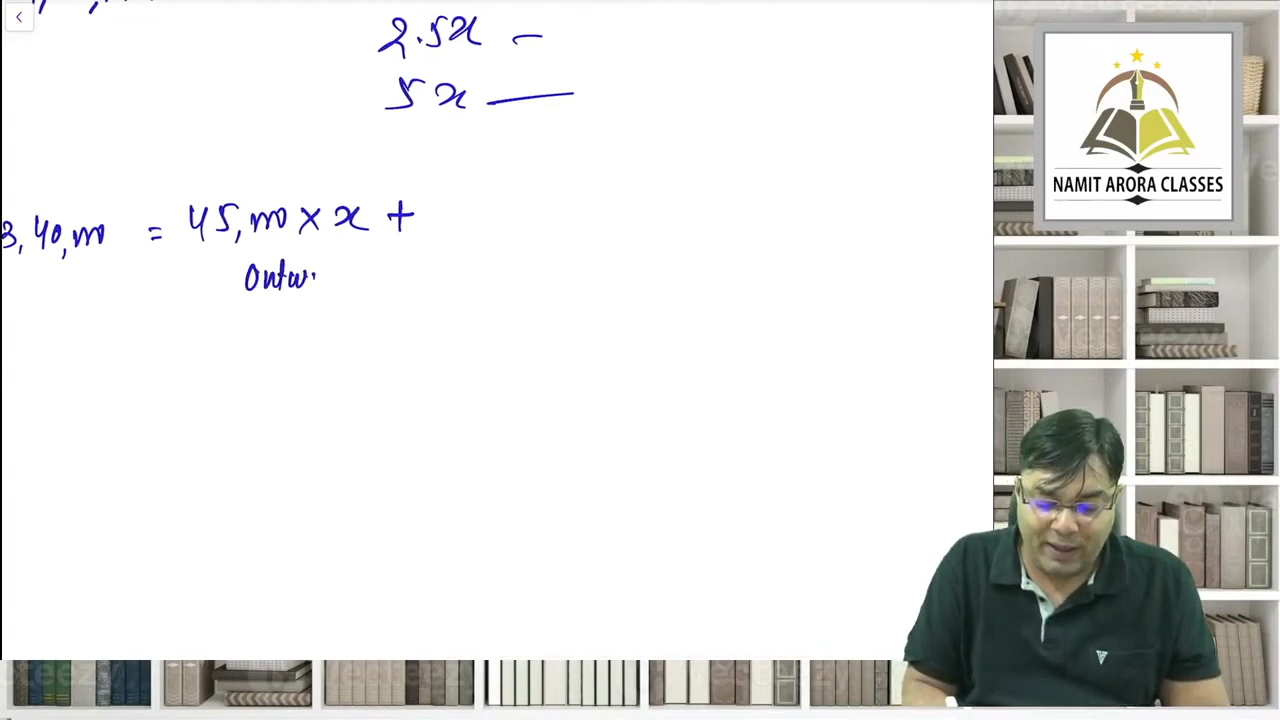 2.5x –
5x —
3,40,000 = 45,000 × x +
Outw
NAMIT ARORA CLASSES